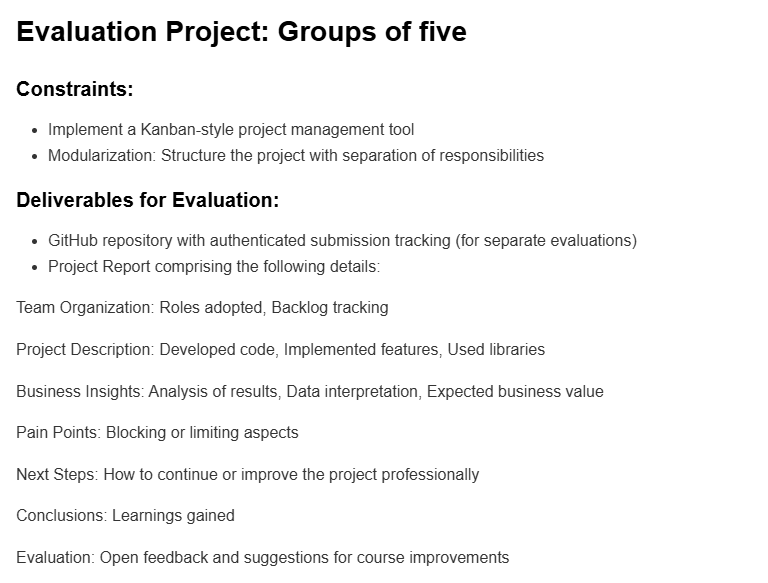 Evaluation Project: Groups of five
Constraints:
• Implement a Kanban-style project management tool
• Modularization: Structure the project with separation of responsibilities
Deliverables for Evaluation:
• GitHub repository with authenticated submission tracking (for separate evaluations)
• Project Report comprising the following details:
Team Organization: Roles adopted, Backlog tracking
Project Description: Developed code, Implemented features, Used libraries
Business Insights: Analysis of results, Data interpretation, Expected business value
Pain Points: Blocking or limiting aspects
Next Steps: How to continue or improve the project professionally
Conclusions: Learnings gained
Evaluation: Open feedback and suggestions for course improvements